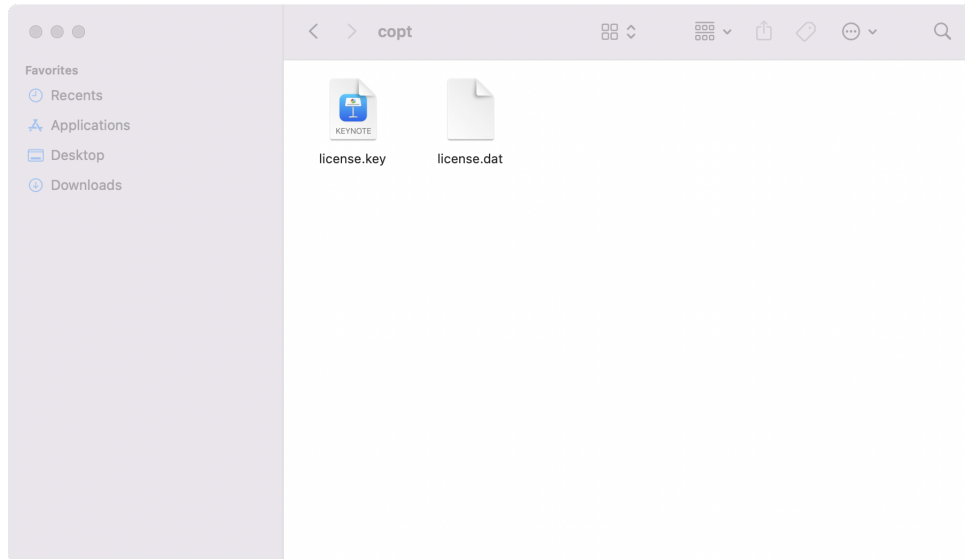 copt
Favorites
Recents
Applications
Desktop
Downloads
KEYNOTE
license.key
license.dat